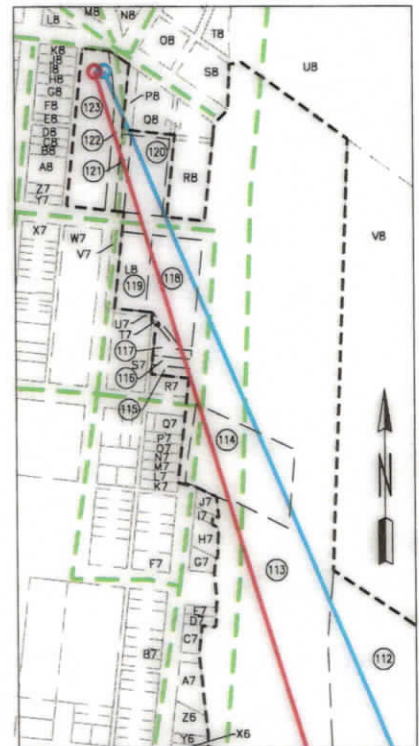 M8
N8
L8
T8
O8
K8
J8
I8
H8
G8
F8
E8
D8
C8
B8
A8
Z7
Y7
S8
U8
P8
Q8
R8
123
122
121
120
X7
W7
V7
V8
L8
119
118
U7
T7
117
S7
116
115
R7
114
Q7
P7
O7
N7
M7
L7
K7
J7
I7
H7
G7
F7
113
N
E7
D7
C7
B7
A7
112
Z6
Y6
X6